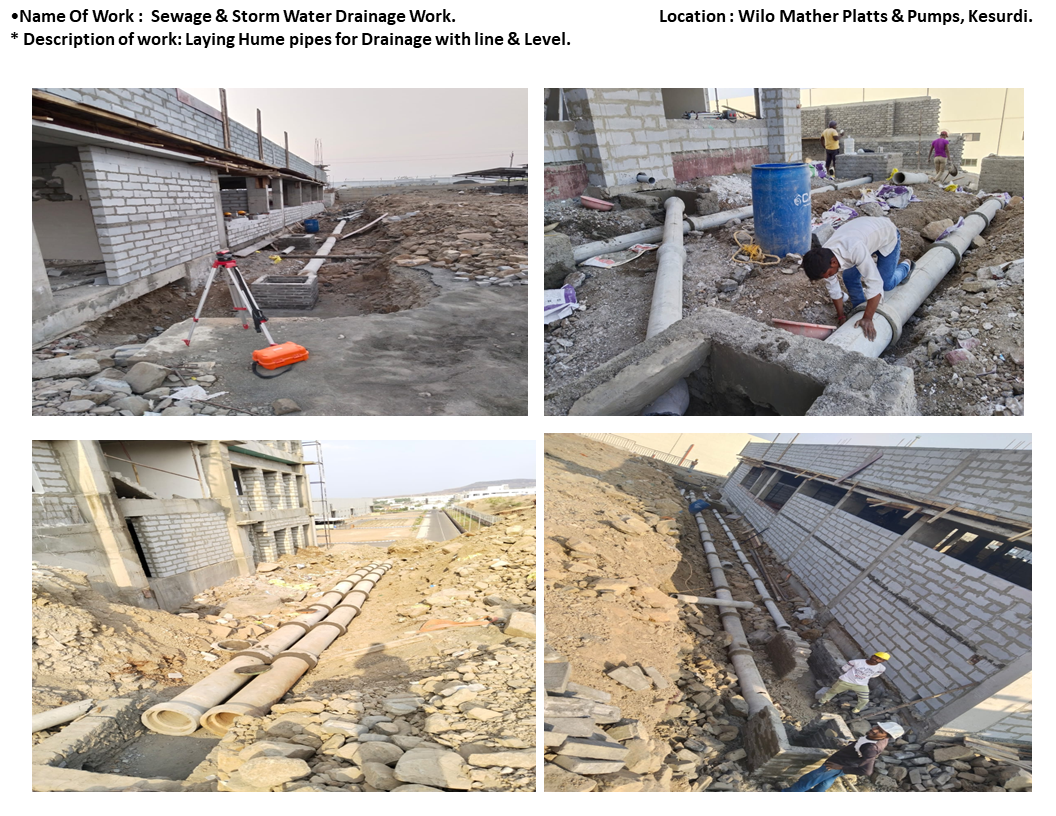 •Name Of Work :  Sewage & Storm Water Drainage Work. Location : Wilo Mather Platts & Pumps, Kesurdi.
* Description of work: Laying Hume pipes for Drainage with line & Level.